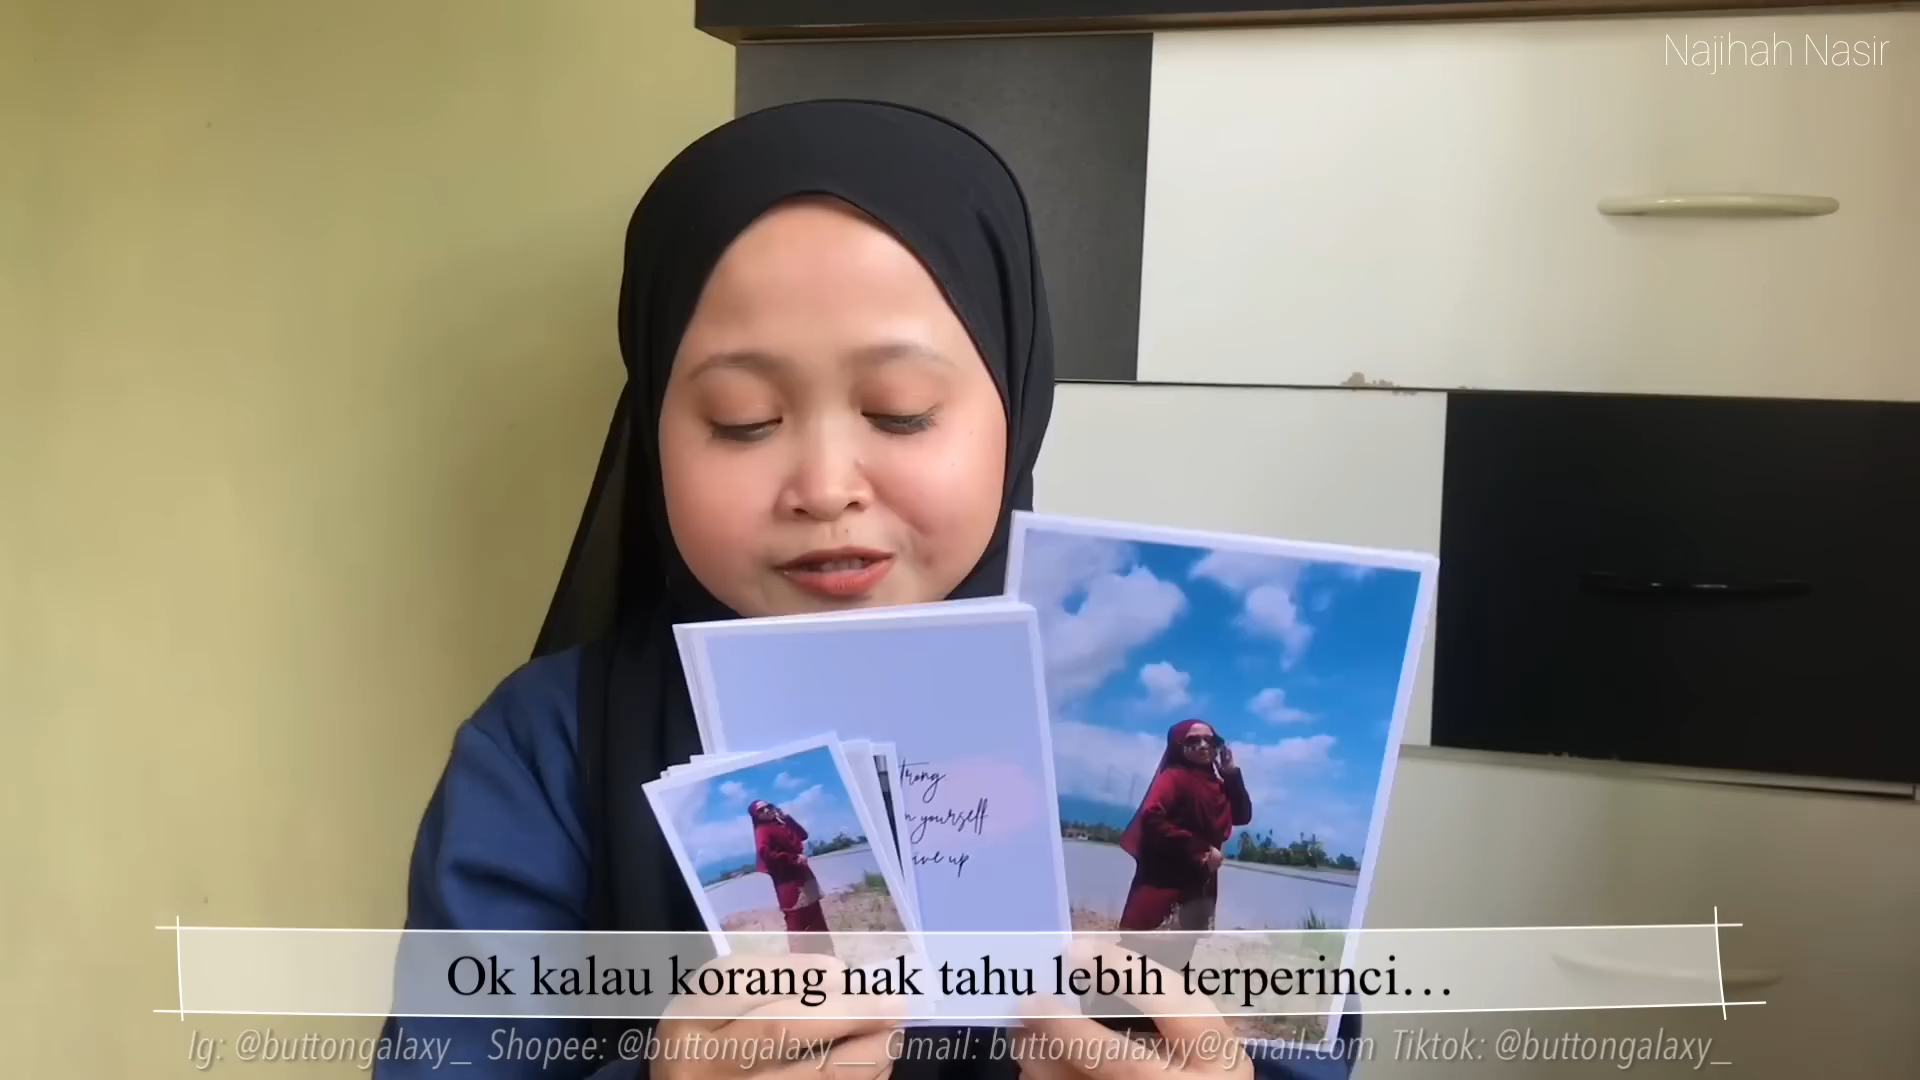 Najihah Nasir
trong
n yourself
ive up
Ok kalau korang nak tahu lebih terperinci...
Ig: @buttongalaxy_ Shopee: @buttongalaxy__ Gmail: buttongalaxyy@gmail.com Tiktok: @buttongalaxy_